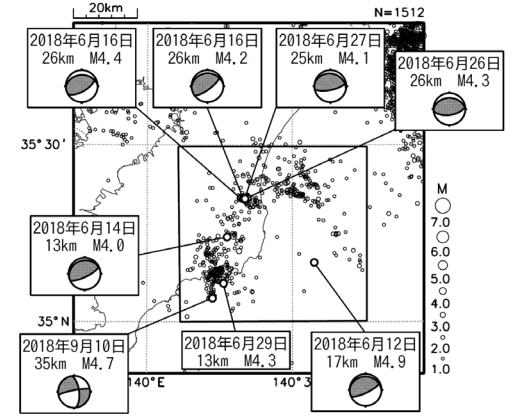 20km
N=1512
2018年6月16日
26km M4.4
2018年6月16日
26km M4.2
2018年6月27日
25km M4.1
2018年6月26日
26km M4.3
35°30'
M
7.0
6.0
5.0
4.0
3.0
2.0
1.0
2018年6月14日
13km M4.0
35°N
2018年9月10日
35km M4.7
2018年6月29日
13km M4.3
2018年6月12日
17km M4.9
140°E
140°3